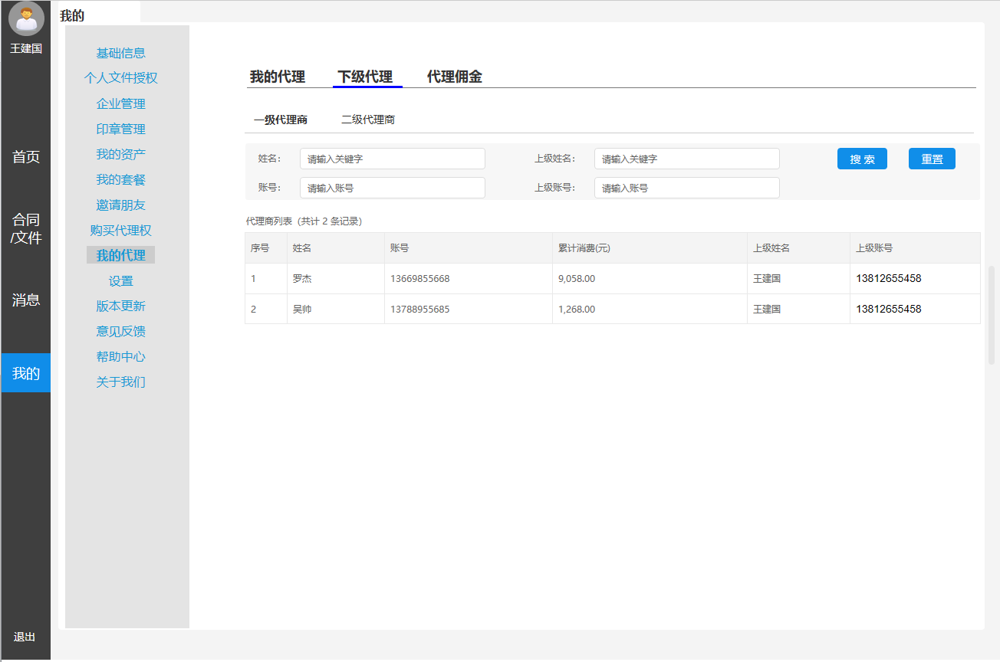 王建国
首页
合同
/文件
消息
我的
退出
我的
基础信息
个人文件授权
企业管理
印章管理
我的资产
我的套餐
邀请朋友
购买代理权
我的代理
设置
版本更新
意见反馈
帮助中心
关于我们
我的代理 下级代理 代理佣金
一级代理商 二级代理商
姓名: 请输入关键字 上级姓名: 请输入关键字 搜 索 重置
账号: 请输入账号 上级账号: 请输入账号
代理商列表（共计 2 条记录）
序号 姓名 账号 累计消费(元) 上级姓名 上级账号
1 罗杰 13669855668 9,058.00 王建国 13812655458
2 吴帅 13788955685 1,268.00 王建国 13812655458